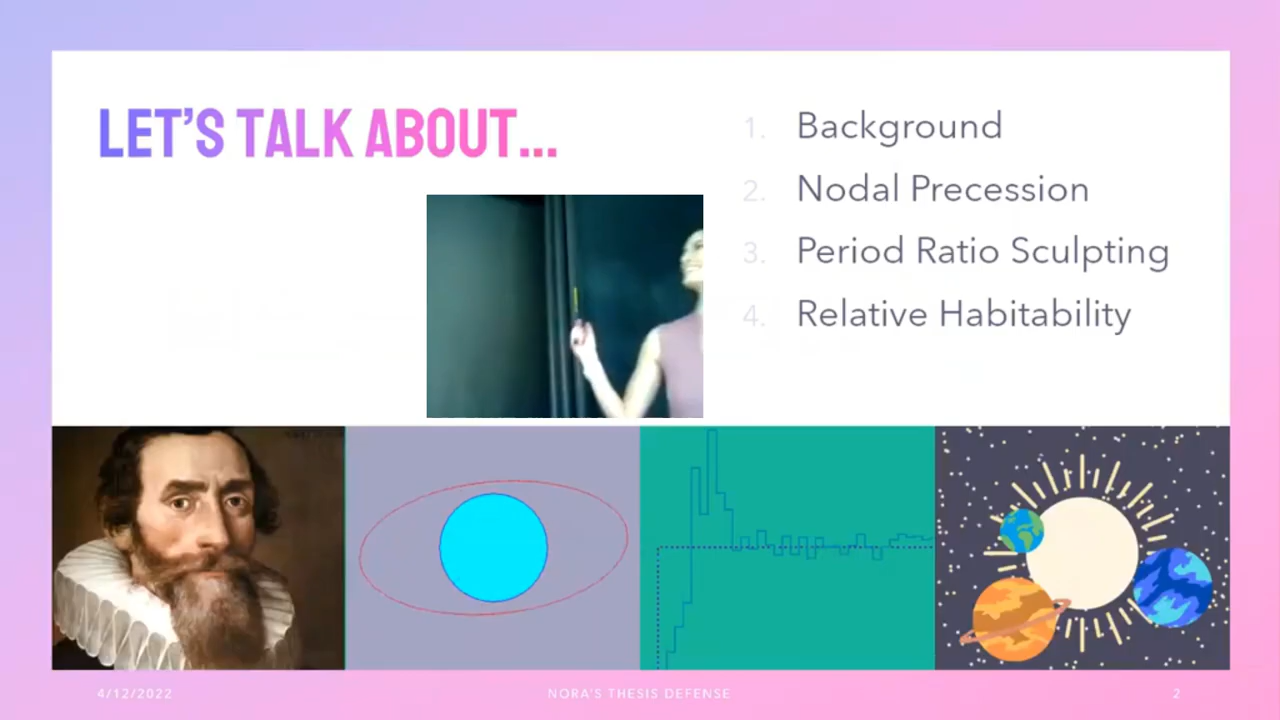 LET'S TALK ABOUT...
1. Background
2. Nodal Precession
3. Period Ratio Sculpting
4. Relative Habitability
4/12/2022
NORA'S THESIS DEFENSE
2